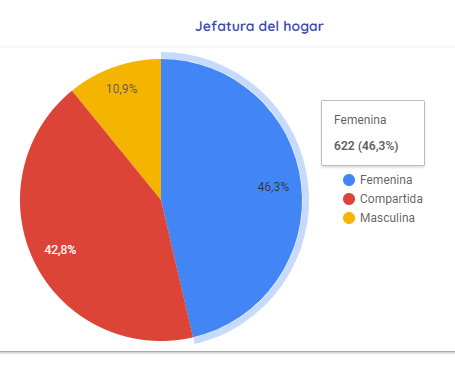 Jefatura del hogar
10,9%
46,3%
42,8%
Femenina
622 (46,3%)
Femenina
Compartida
Masculina